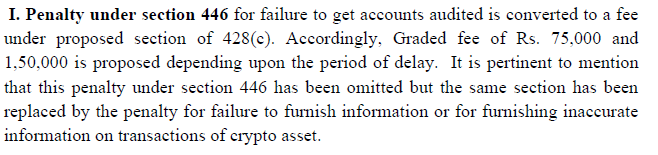 I. Penalty under section 446 for failure to get accounts audited is converted to a fee
under proposed section of 428(c). Accordingly, Graded fee of Rs. 75,000 and
1,50,000 is proposed depending upon the period of delay. It is pertinent to mention
that this penalty under section 446 has been omitted but the same section has been
replaced by the penalty for failure to furnish information or for furnishing inaccurate
information on transactions of crypto asset.